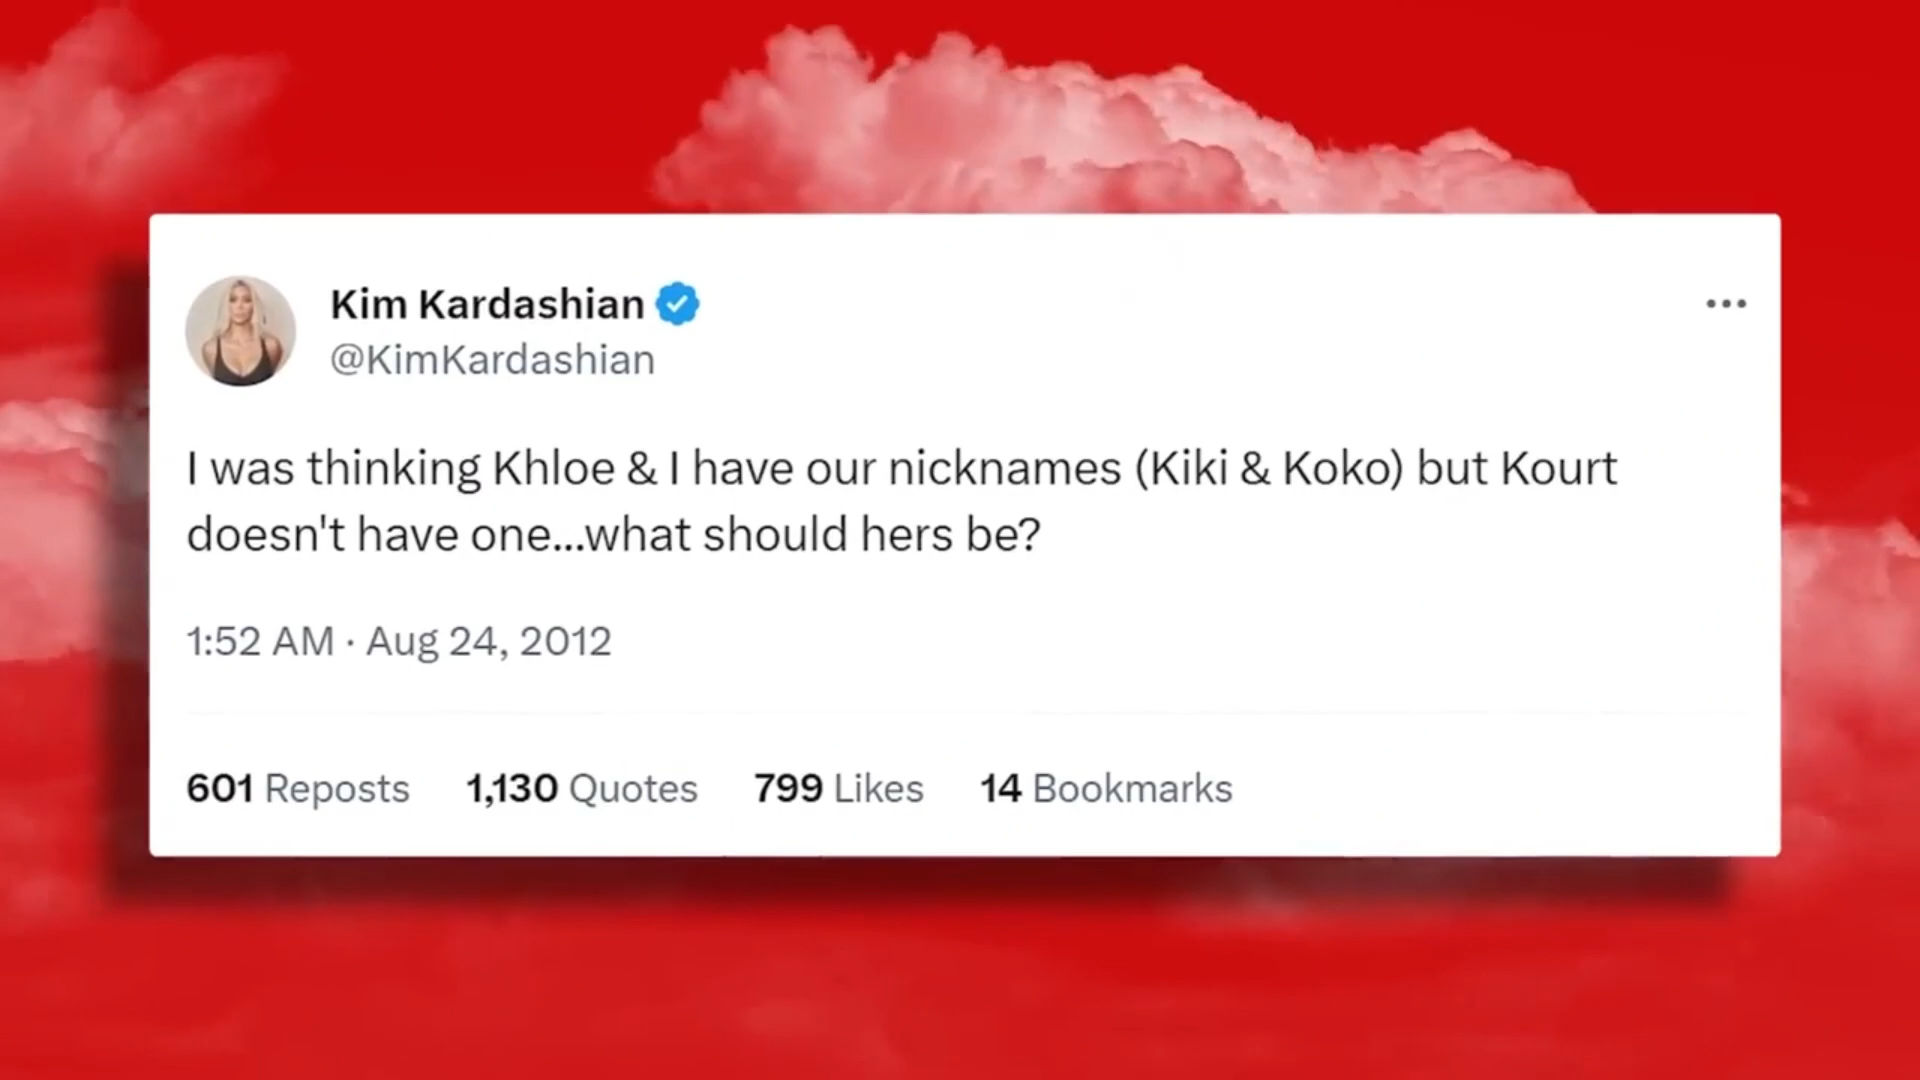 Kim Kardashian
@KimKardashian
I was thinking Khloe & I have our nicknames (Kiki & Koko) but Kourt
doesn't have one...what should hers be?
1:52 AM · Aug 24, 2012
601 Reposts 1,130 Quotes 799 Likes 14 Bookmarks